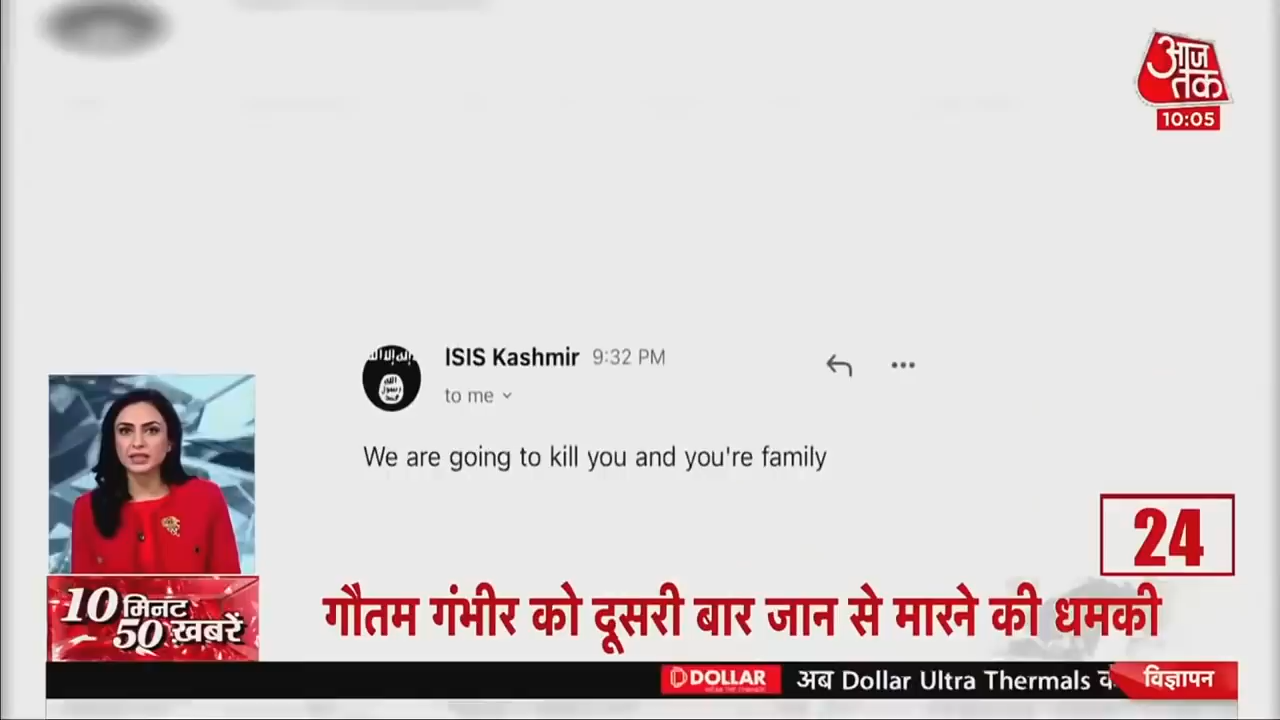 आज
तक
10:05
ISIS Kashmir 9:32 PM
to me
We are going to kill you and you're family
24
10 मिनट
50 ख़बरें
गौतम गंभीर को दूसरी बार जान से मारने की धमकी
DOLLAR
अब Dollar Ultra Thermals
विज्ञापन